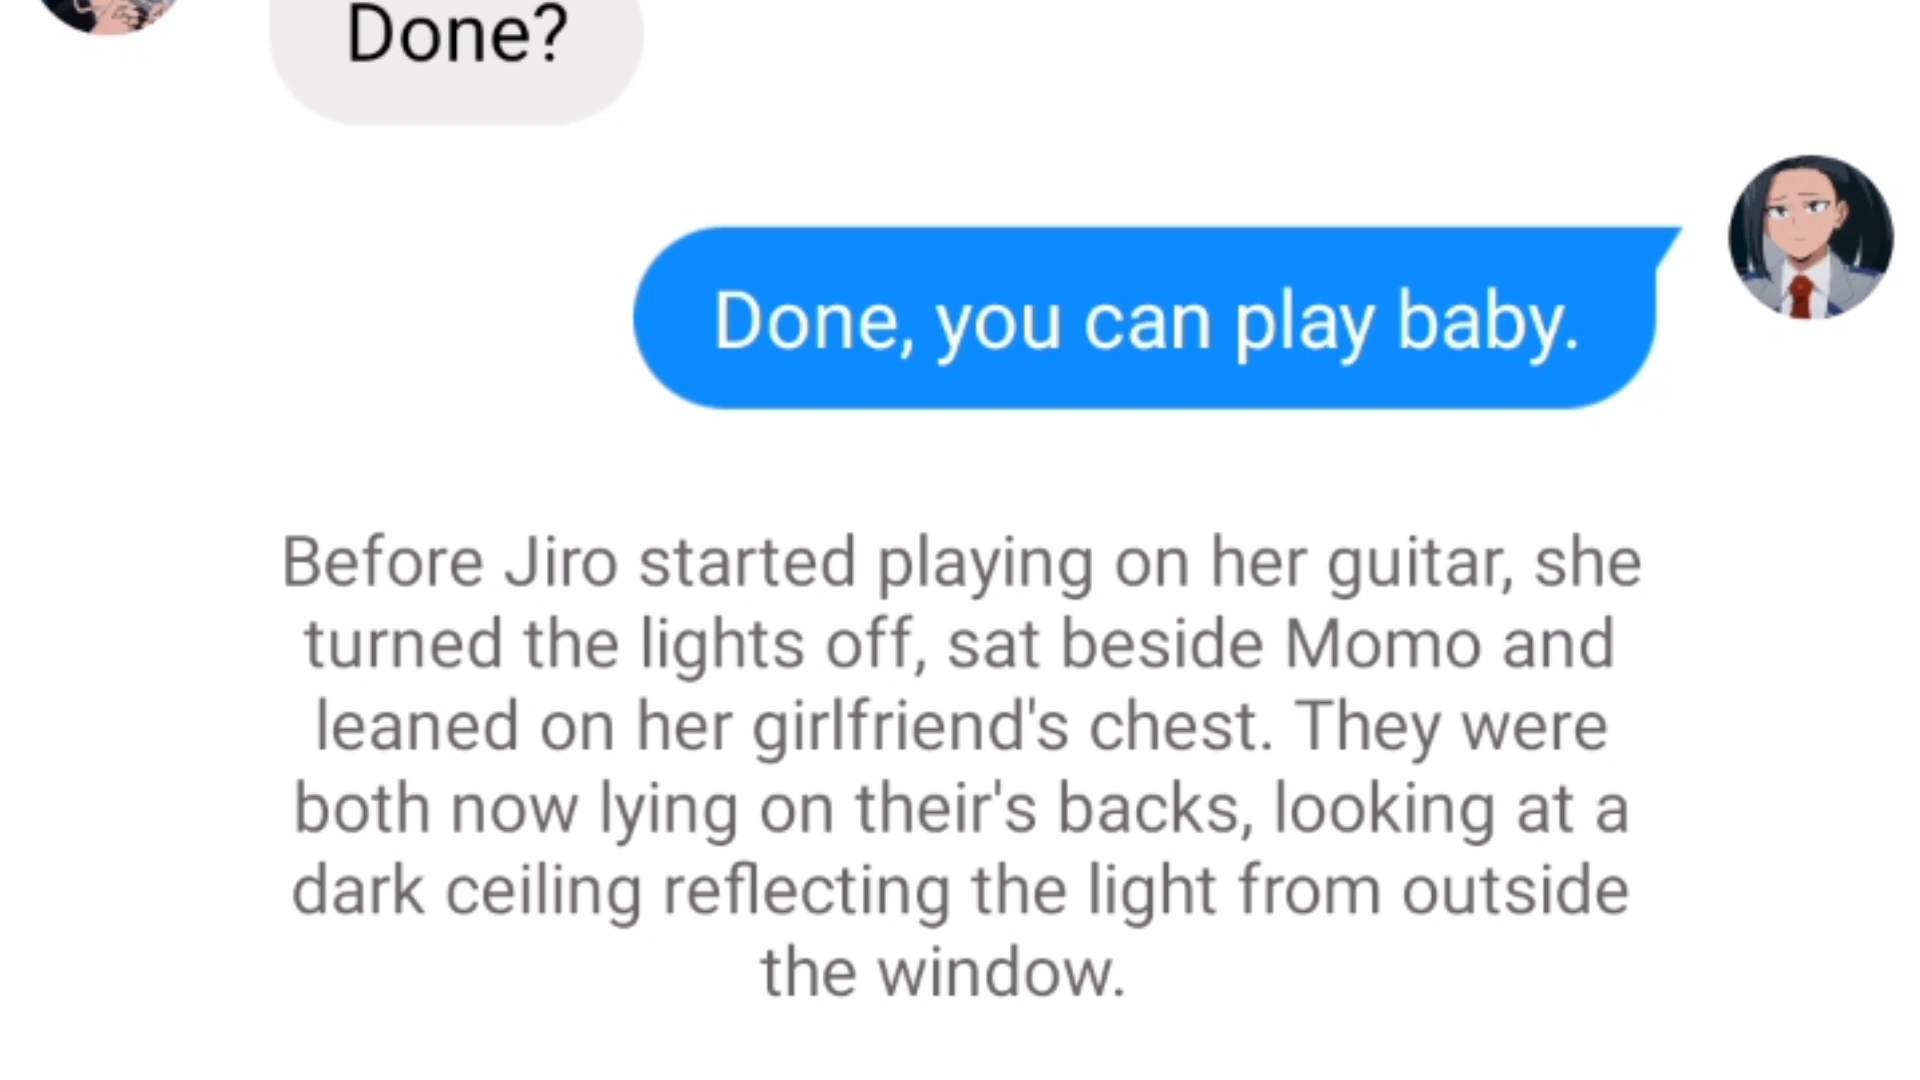 Done?
Done, you can play baby.
Before Jiro started playing on her guitar, she
turned the lights off, sat beside Momo and
leaned on her girlfriend's chest. They were
both now lying on their's backs, looking at a
dark ceiling reflecting the light from outside
the window.